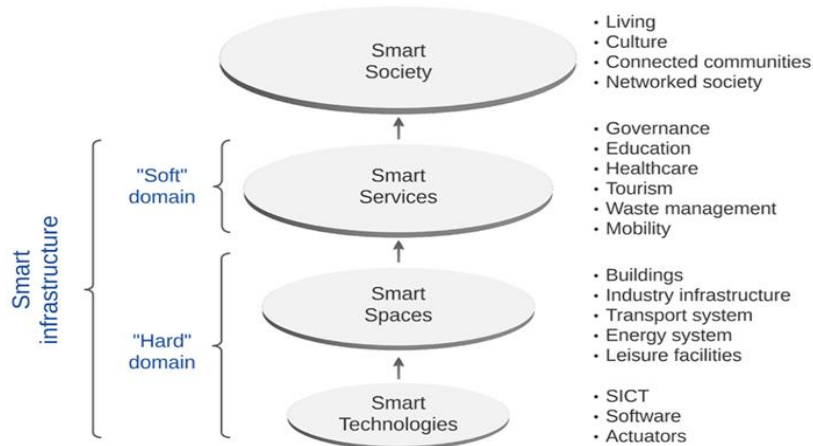 Smart
Society
• Living
• Culture
• Connected communities
• Networked society
Smart
infrastructure
"Soft"
domain
Smart
Services
• Governance
• Education
• Healthcare
• Tourism
• Waste management
• Mobility
"Hard"
domain
Smart
Spaces
• Buildings
• Industry infrastructure
• Transport system
• Energy system
• Leisure facilities
Smart
Technologies
• SICT
• Software
• Actuators